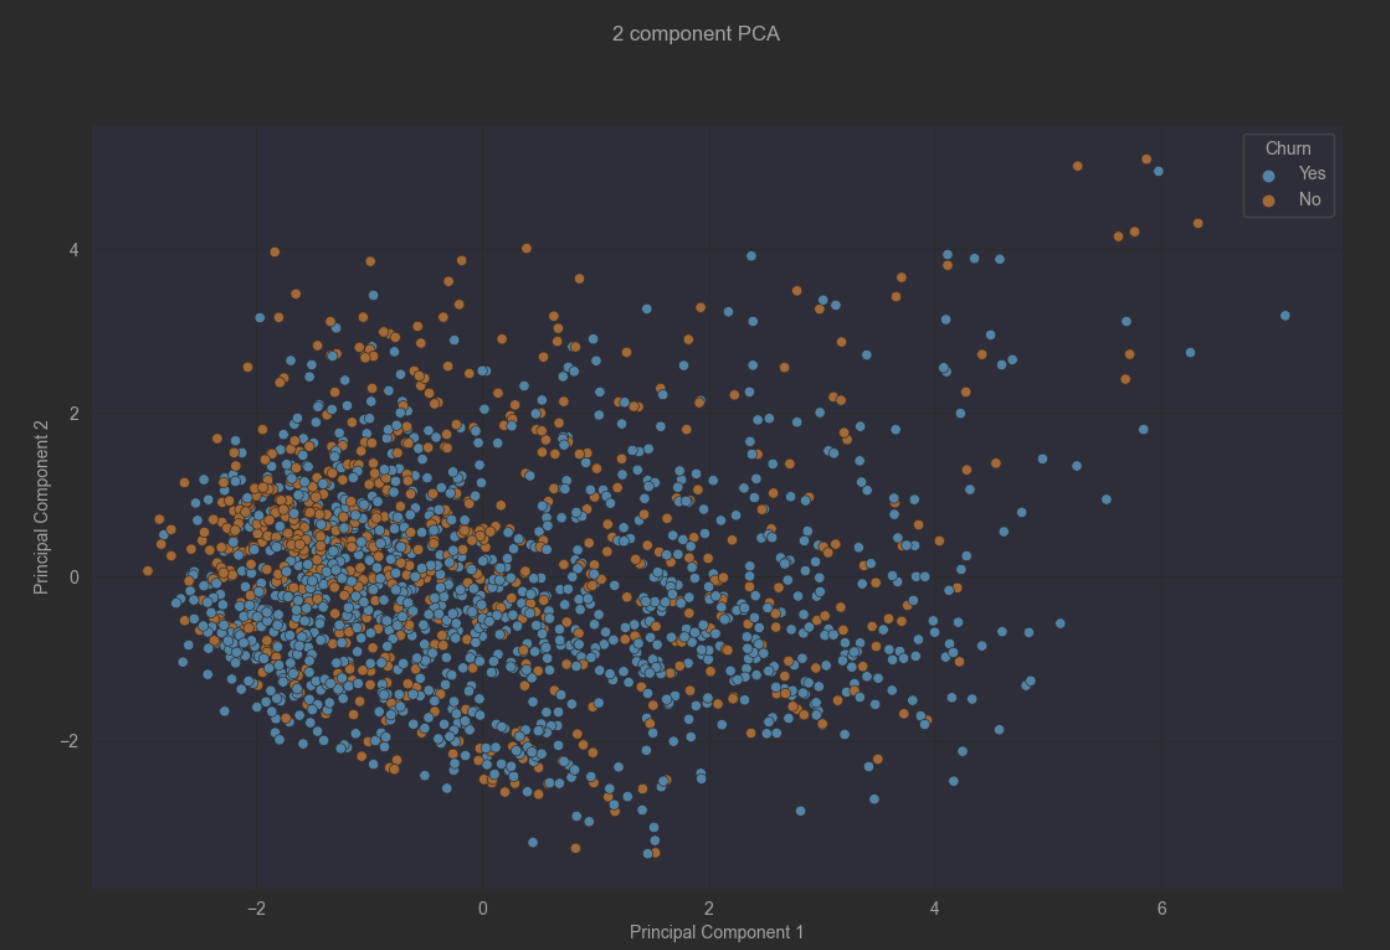 2 component PCA
Churn
Yes
No
4
2
0
−2
Principal Component 2
−2 0 2 4 6
Principal Component 1